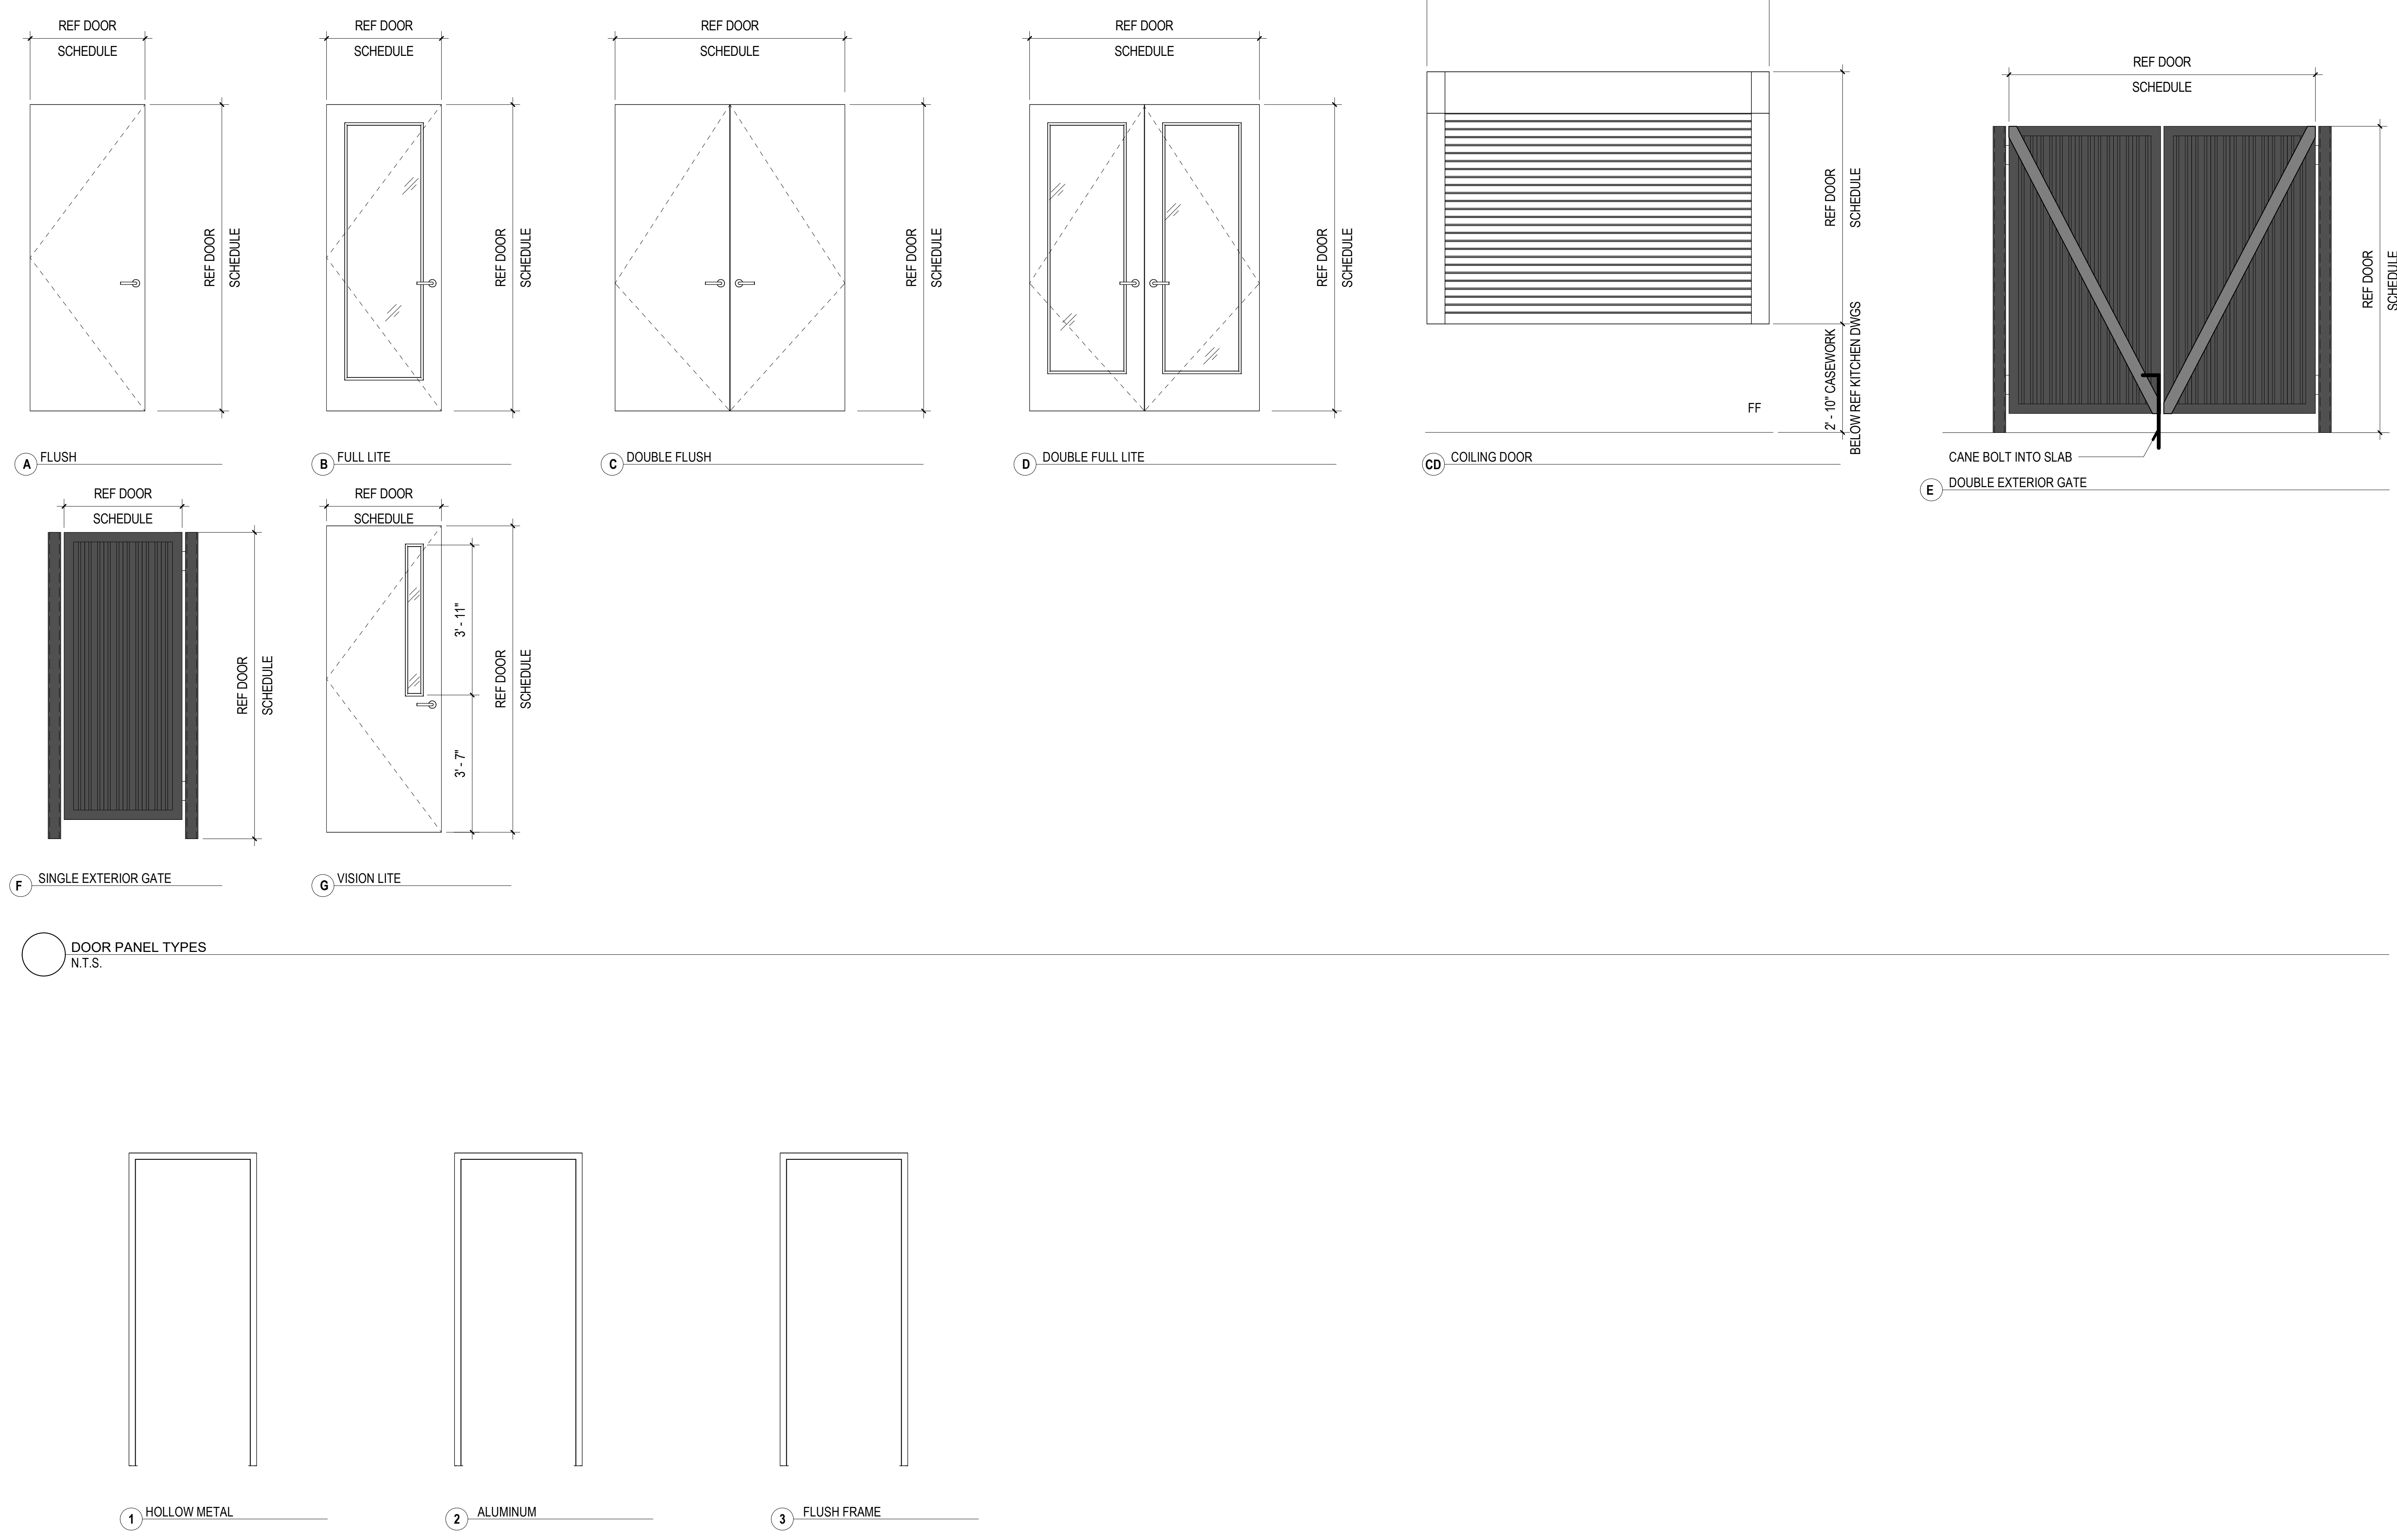 REF DOOR
SCHEDULE
REF DOOR
SCHEDULE
A FLUSH
REF DOOR
SCHEDULE
REF DOOR
SCHEDULE
B FULL LITE
REF DOOR
SCHEDULE
REF DOOR
SCHEDULE
C DOUBLE FLUSH
REF DOOR
SCHEDULE
REF DOOR
SCHEDULE
D DOUBLE FULL LITE
REF DOOR
SCHEDULE
2' - 10" CASEWORK
BELOW REF KITCHEN DWGS
FF
CD COILING DOOR
REF DOOR
SCHEDULE
REF DOOR
SCHEDULE
CANE BOLT INTO SLAB
E DOUBLE EXTERIOR GATE
REF DOOR
SCHEDULE
REF DOOR
SCHEDULE
F SINGLE EXTERIOR GATE
REF DOOR
SCHEDULE
3' - 11"
3' - 7"
REF DOOR
SCHEDULE
G VISION LITE
DOOR PANEL TYPES
N.T.S.
1 HOLLOW METAL
2 ALUMINUM
3 FLUSH FRAME